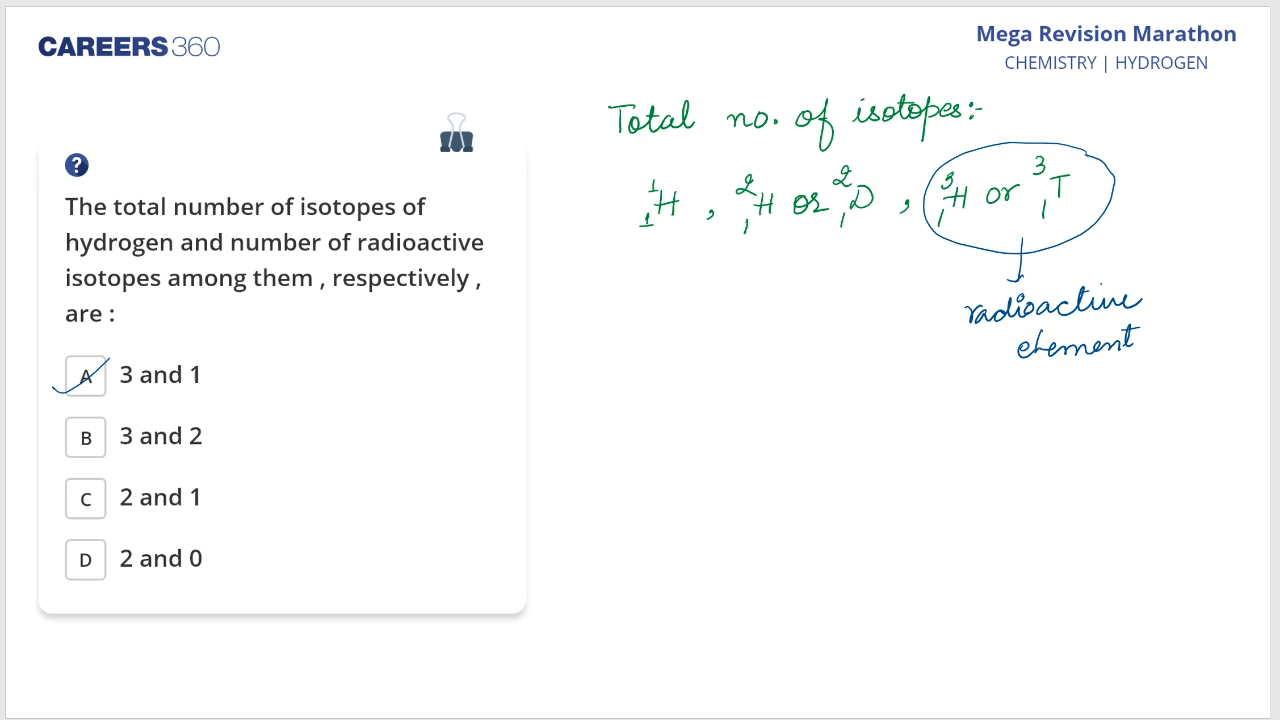 CAREERS360
Mega Revision Marathon
CHEMISTRY | HYDROGEN
?
The total number of isotopes of
hydrogen and number of radioactive
isotopes among them , respectively ,
are :
A 3 and 1
B 3 and 2
C 2 and 1
D 2 and 0
Total no. of isotopes:-
¹₁H , ²₁H or ²₁D , ³₁H or ³₁T
radioactive
element